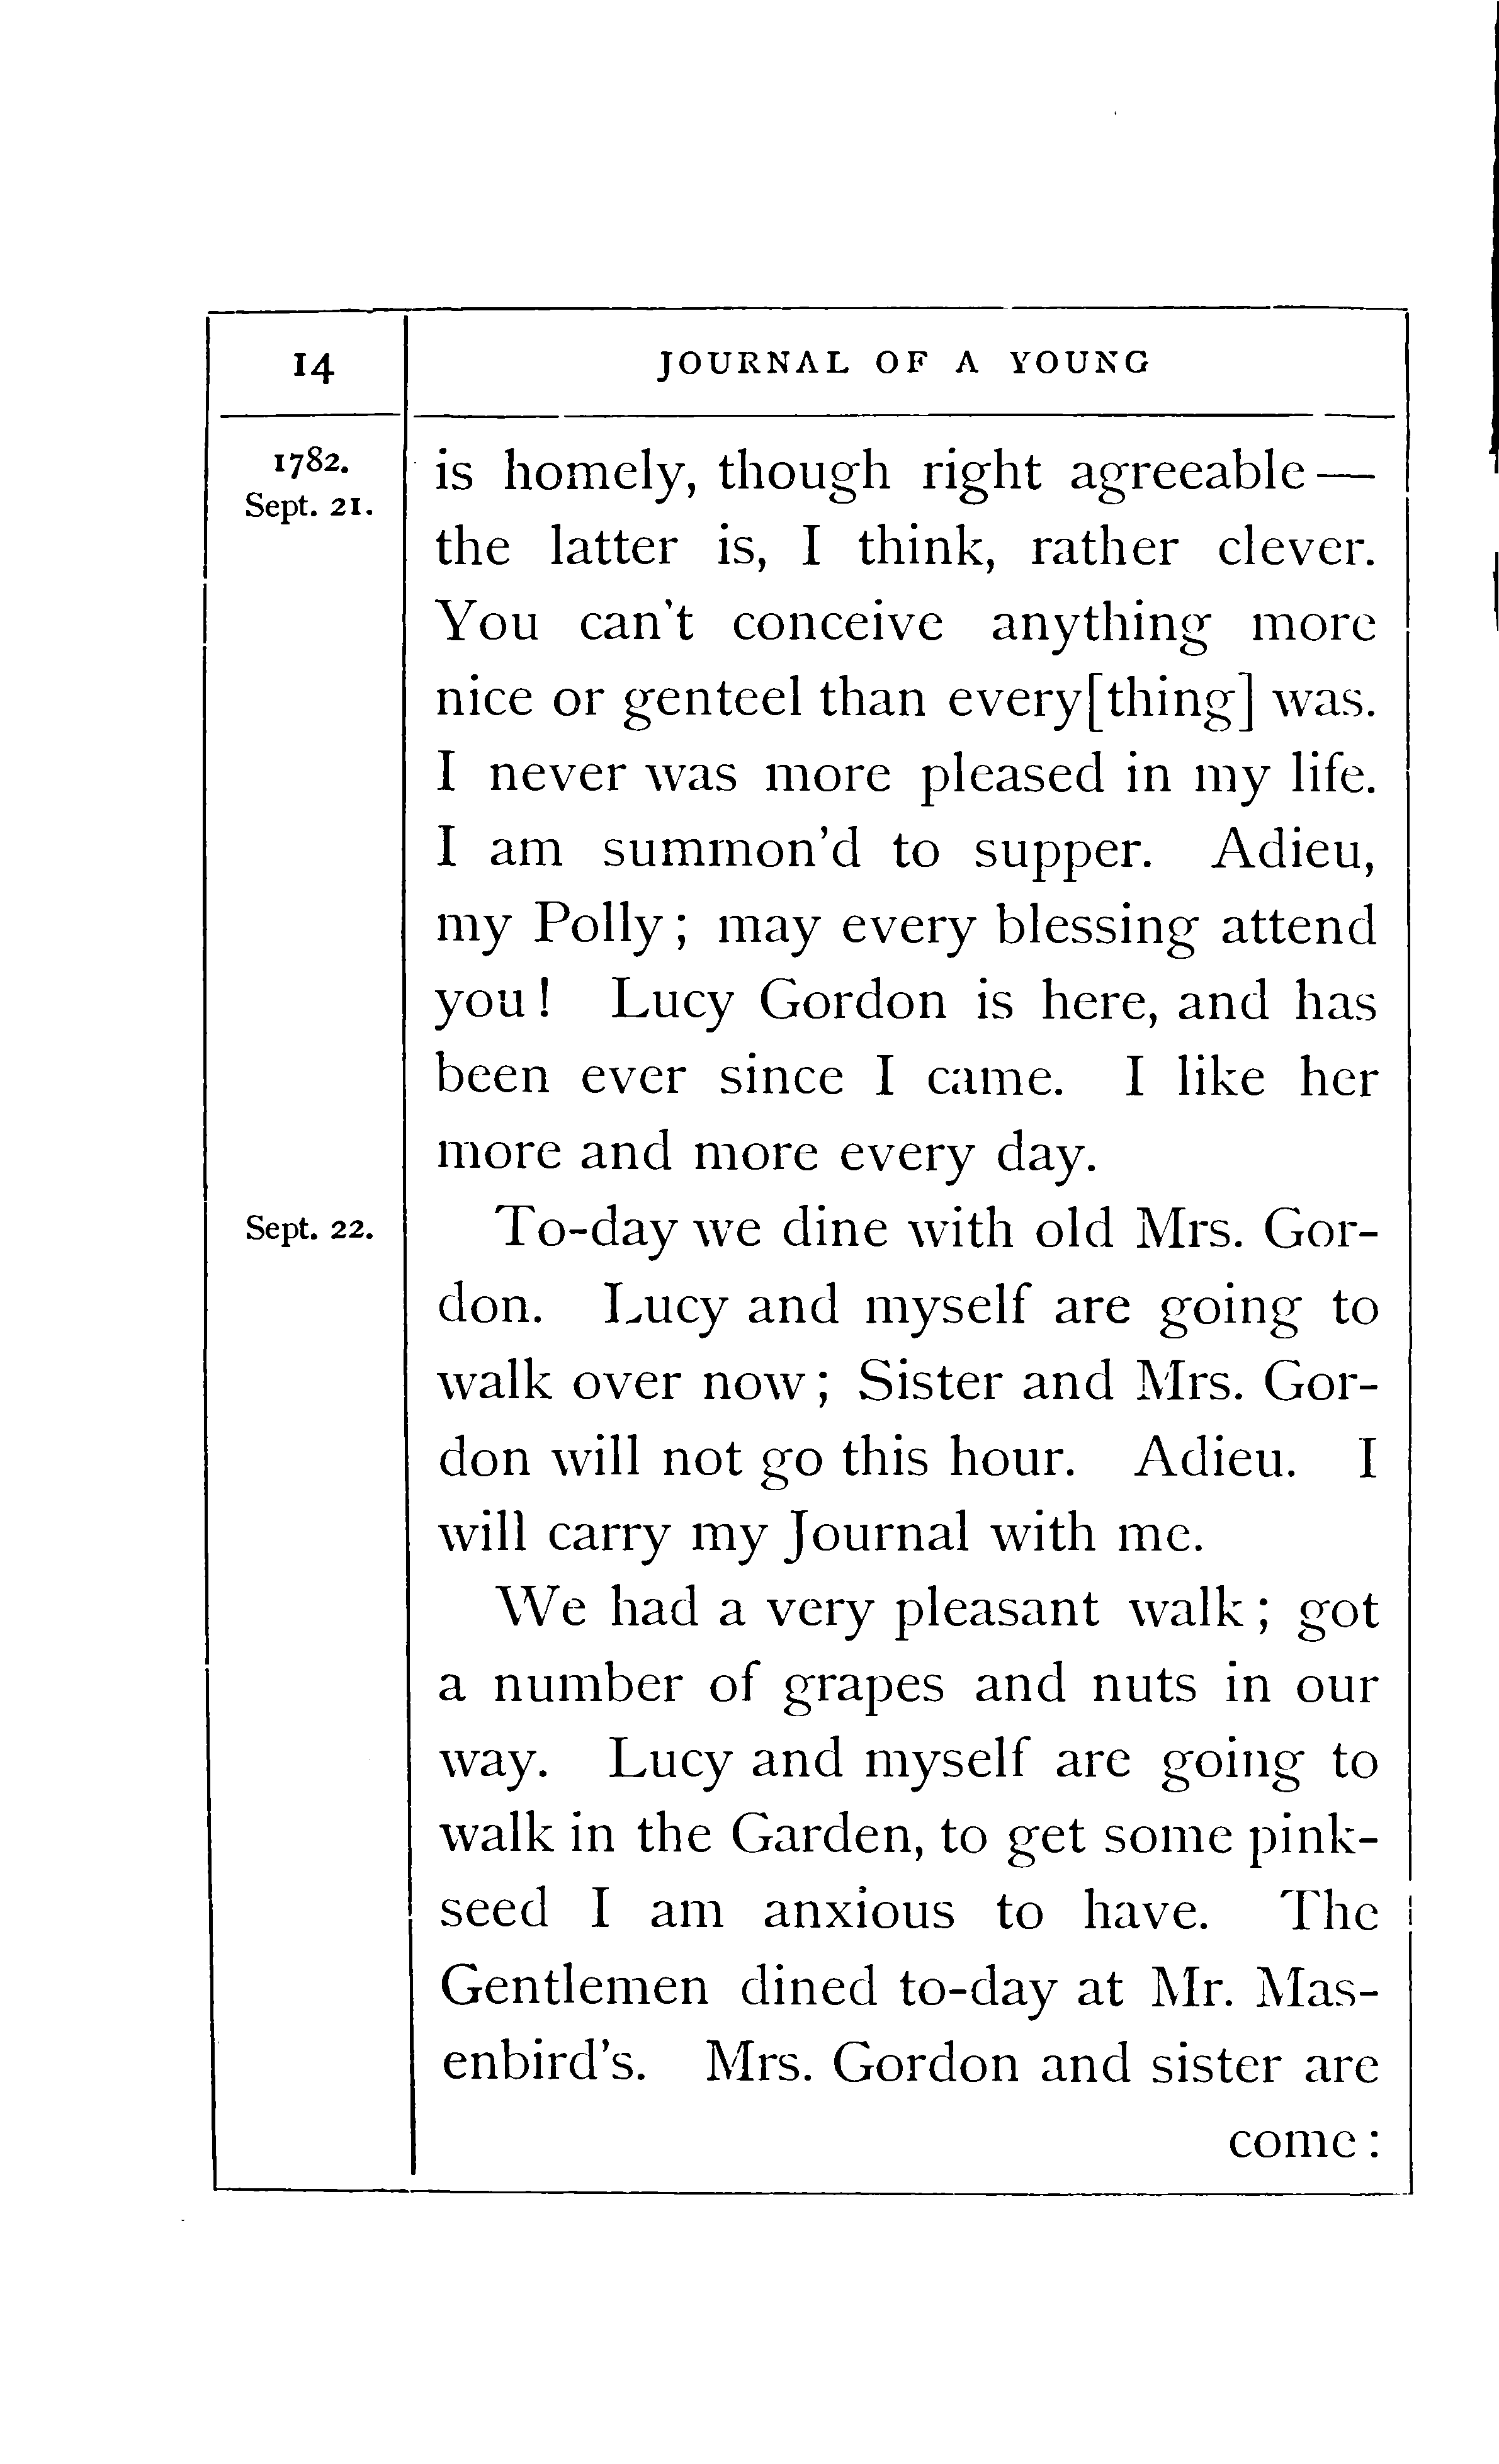 14
JOURNAL OF A YOUNG
1782.
Sept. 21.
is homely, though right agreeable—
the latter is, I think, rather clever.
You can't conceive anything more
nice or genteel than every[thing] was.
I never was more pleased in my life.
I am summon'd to supper. Adieu,
my Polly; may every blessing attend
you! Lucy Gordon is here, and has
been ever since I came. I like her
more and more every day.
Sept. 22.
To-day we dine with old Mrs. Gor-
don. Lucy and myself are going to
walk over now; Sister and Mrs. Gor-
don will not go this hour. Adieu. I
will carry my Journal with me.
We had a very pleasant walk; got
a number of grapes and nuts in our
way. Lucy and myself are going to
walk in the Garden, to get some pink-
seed I am anxious to have. The
Gentlemen dined to-day at Mr. Mas-
enbird's. Mrs. Gordon and sister are
come: